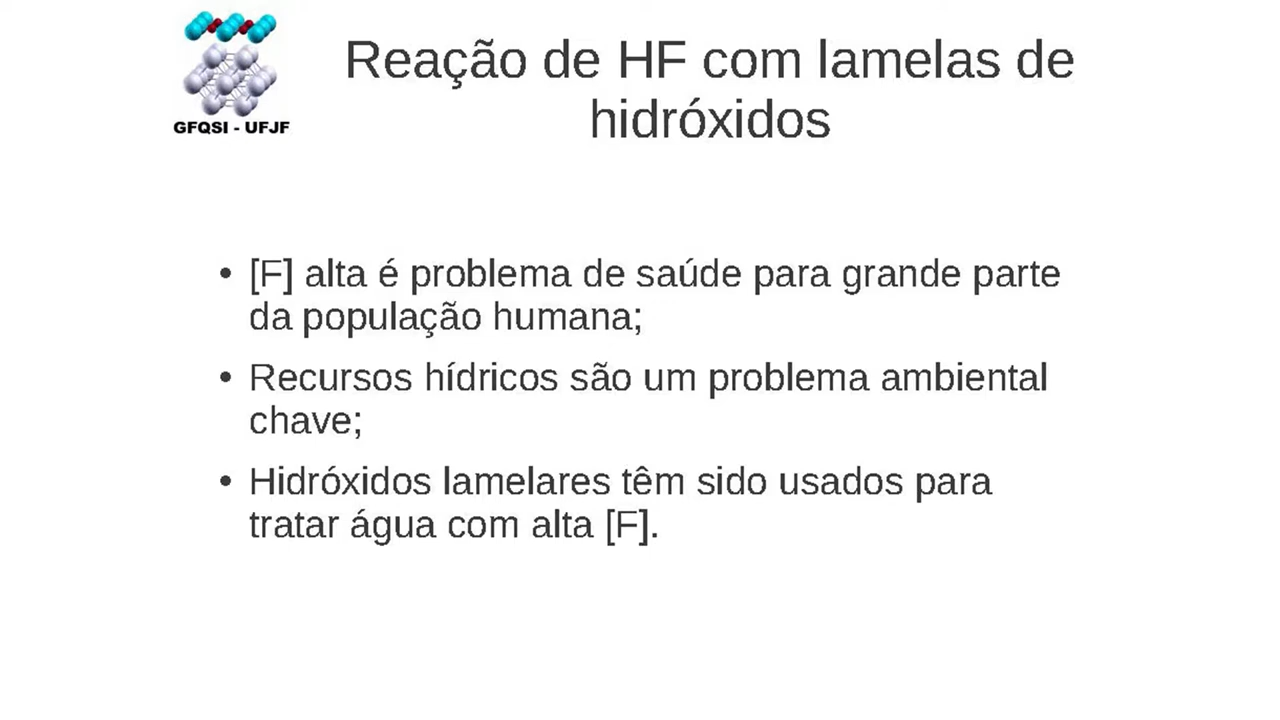 GFQSI - UFJF
Reação de HF com lamelas de
hidróxidos
• [F] alta é problema de saúde para grande parte
da população humana;
• Recursos hídricos são um problema ambiental
chave;
• Hidróxidos lamelares têm sido usados para
tratar água com alta [F].